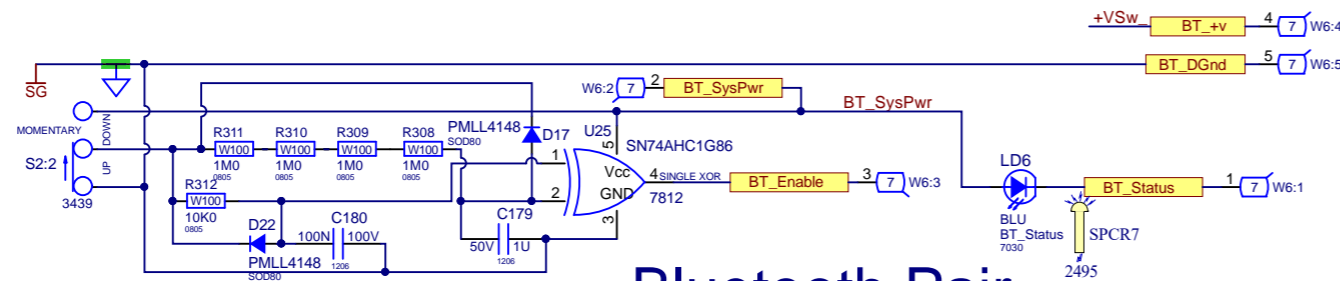 +VSw_
BT_+v
4
7
W6:4
SG
BT_DGnd
5
7
W6:5
W6:2
7
2
BT_SysPwr
BT_SysPwr
MOMENTARY
DOWN
UP
S2:2
3439
R311
W100
1M0
0805
R310
W100
1M0
0805
R309
W100
1M0
0805
R308
W100
1M0
0805
PMLL4148
SOD80
D17
U25
5
SN74AHC1G86
1
2
Vcc
GND
3
4
SINGLE XOR
7812
BT_Enable
3
7
W6:3
LD6
BLU
BT_Status
7030
BT_Status
1
7
W6:1
SPCR7
2495
R312
W100
10K0
0805
D22
PMLL4148
SOD80
C180
100N
100V
1206
C179
50V
1U
1206
Bluetooth Pair